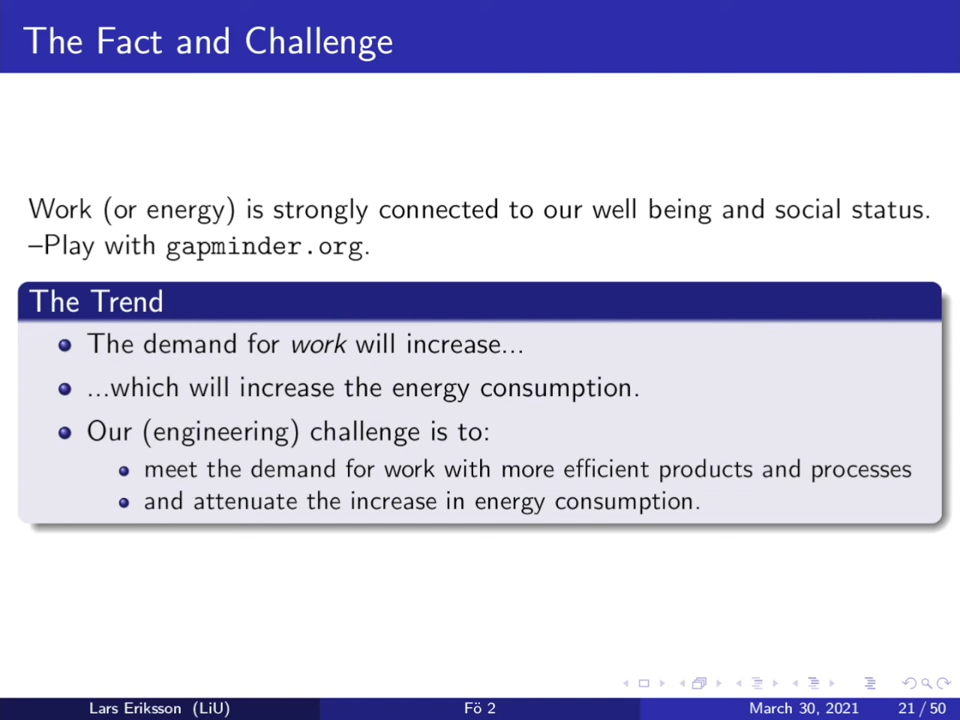 The Fact and Challenge
Work (or energy) is strongly connected to our well being and social status.
–Play with gapminder.org.
The Trend
The demand for work will increase...
...which will increase the energy consumption.
Our (engineering) challenge is to:
meet the demand for work with more efficient products and processes
and attenuate the increase in energy consumption.
Lars Eriksson (LiU) Fö 2 March 30, 2021 21 / 50